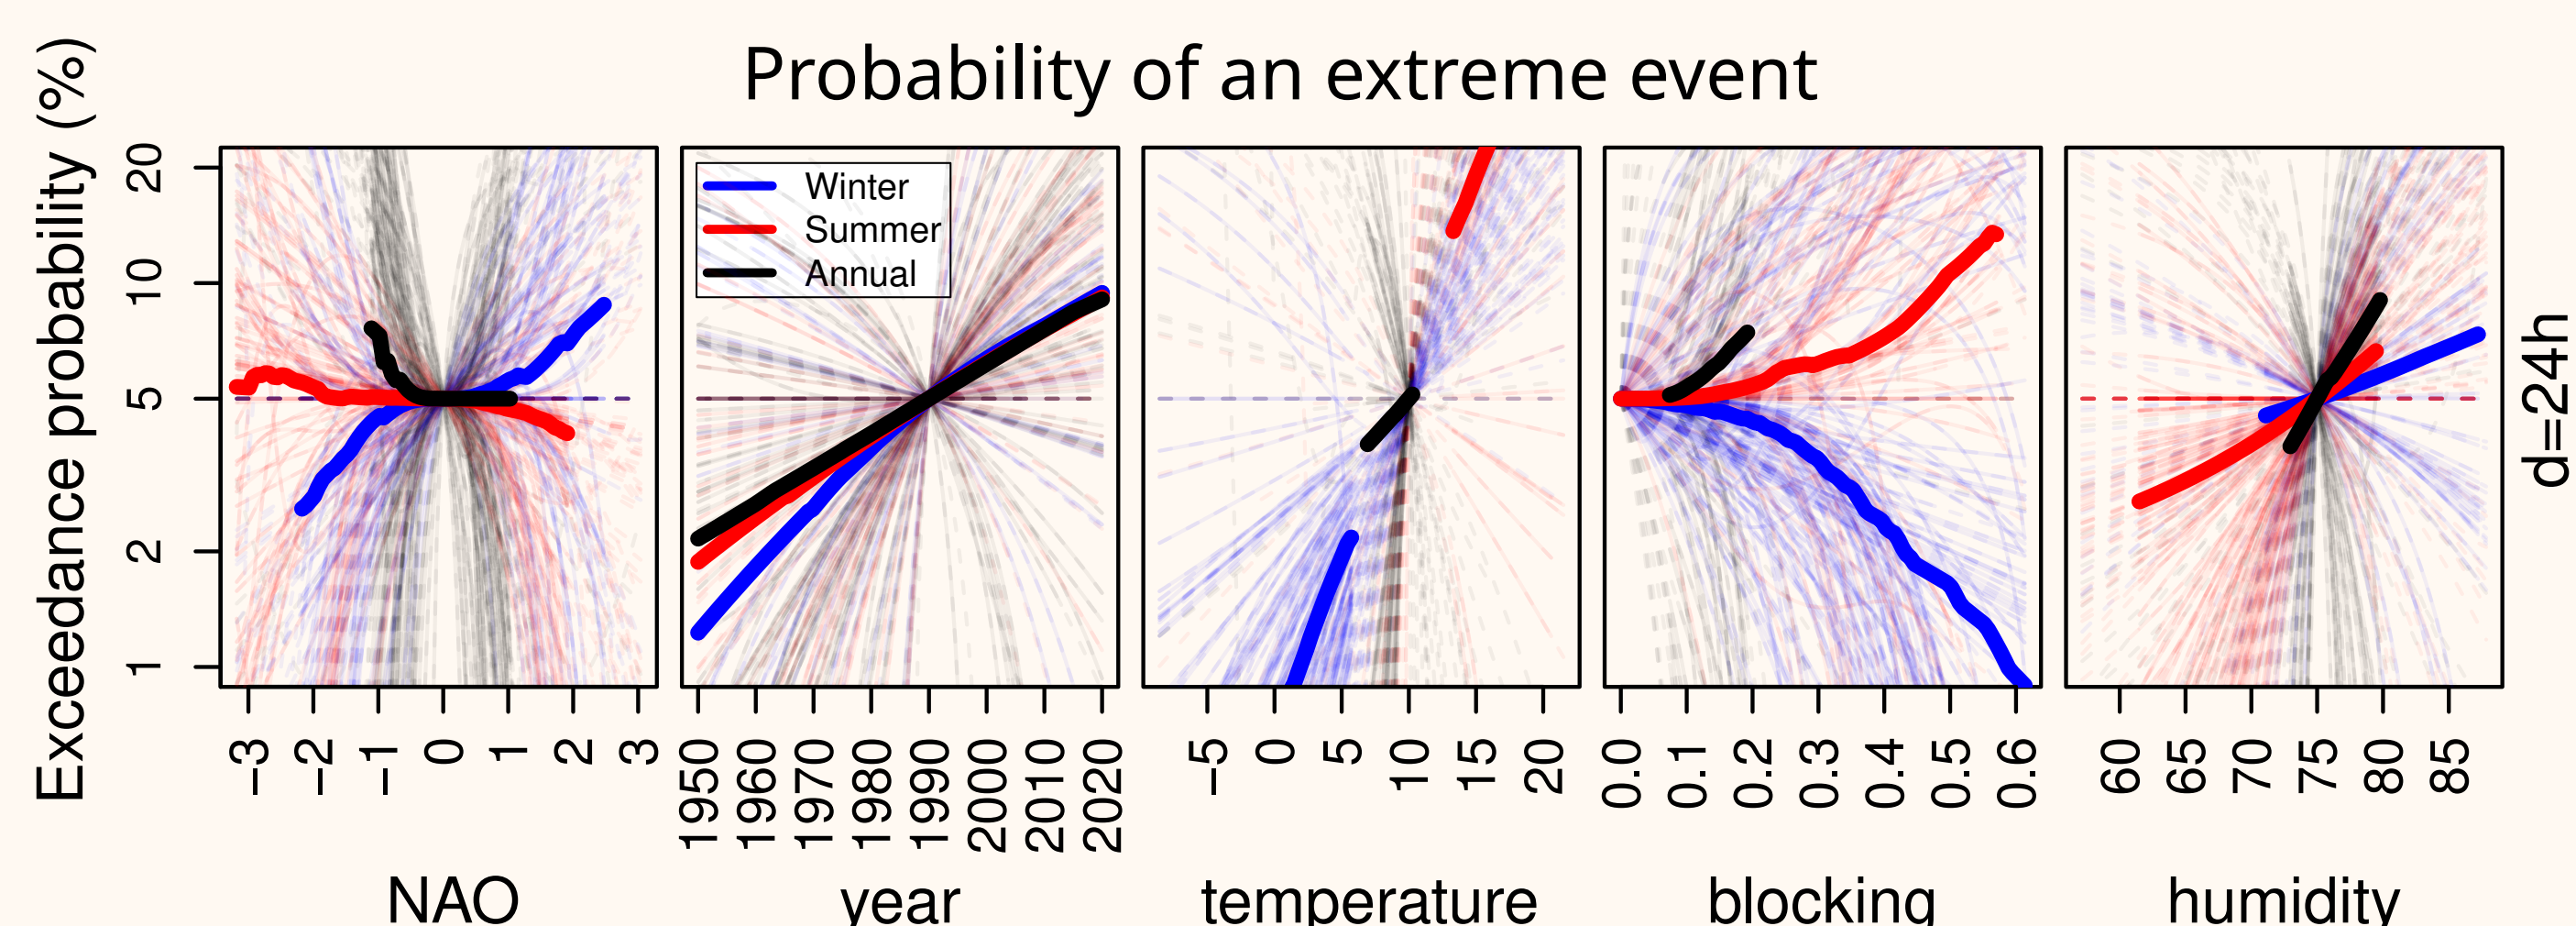 Probability of an extreme event
Exceedance probability (%)
20
10
5
2
1
Winter
Summer
Annual
−3 −2 −1 0 1 2 3
1950 1960 1970 1980 1990 2000 2010 2020
−5 0 5 10 15 20
0.0 0.1 0.2 0.3 0.4 0.5 0.6
60 65 70 75 80 85
NAO year temperature blocking humidity
d=24h